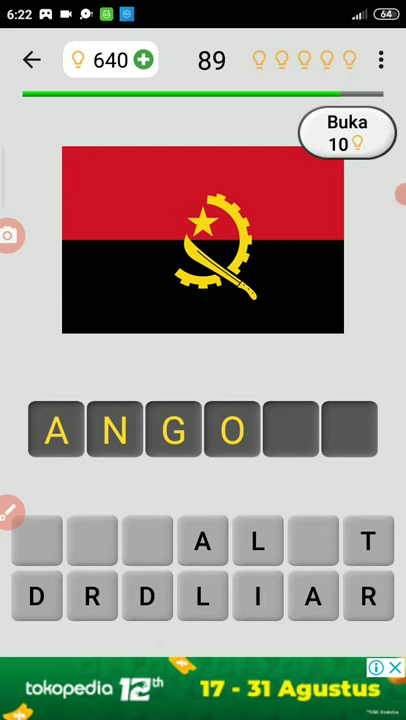 6:22 64
640 89
Buka
10
A N G O
A L T
D R D L I A R
tokopedia 12th 17 - 31 Agustus